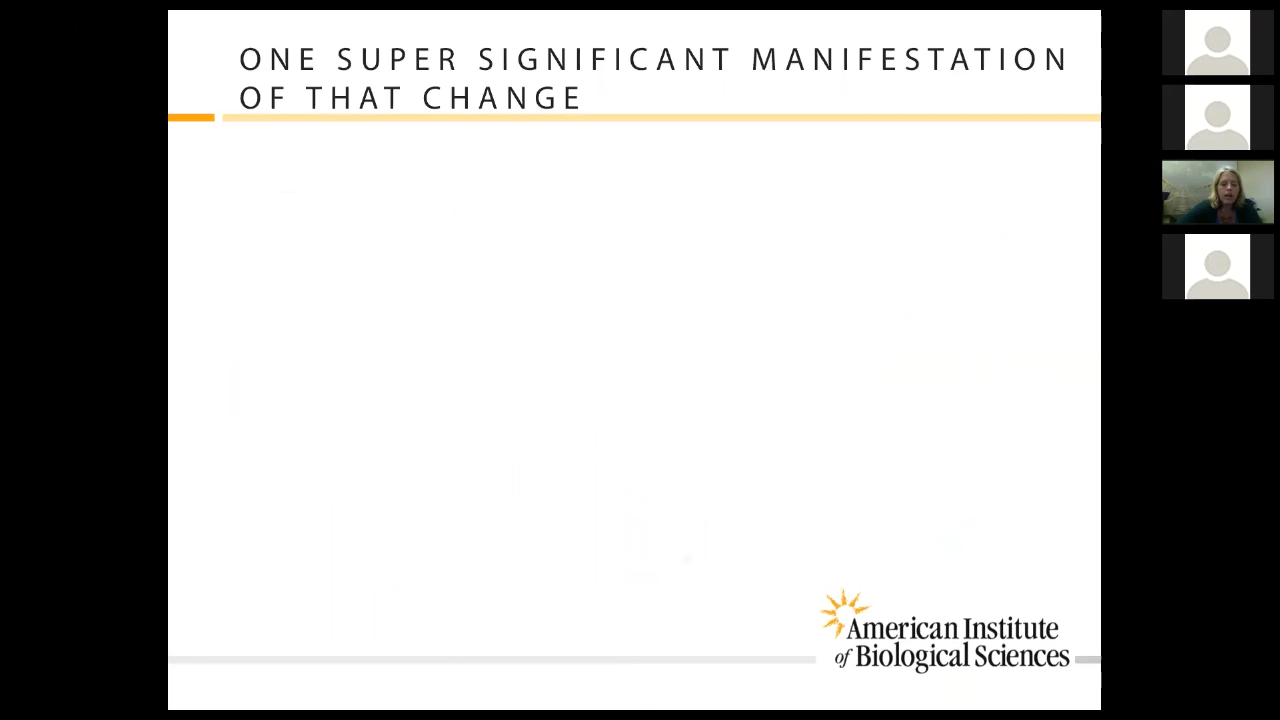 ONE SUPER SIGNIFICANT MANIFESTATION
OF THAT CHANGE
American Institute
of Biological Sciences